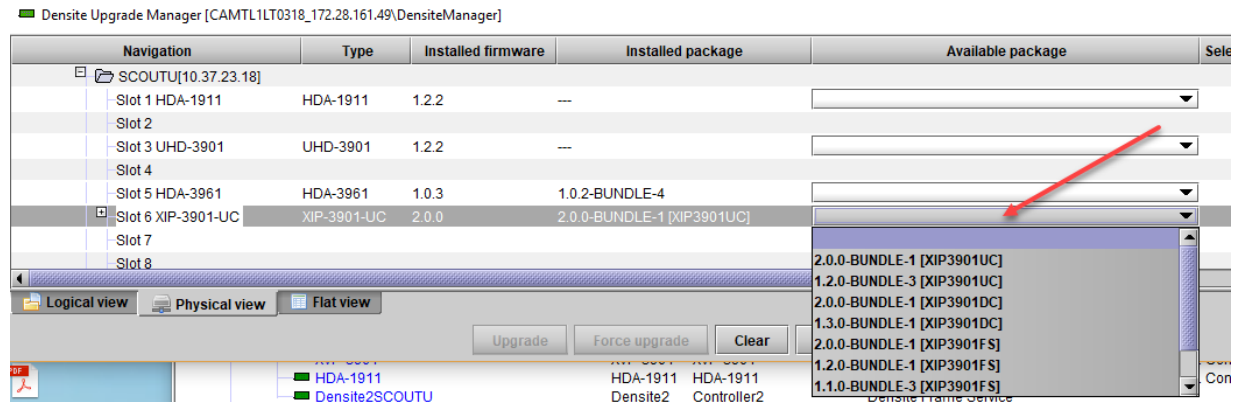 Densite Upgrade Manager [CAMTL1LT0318_172.28.161.49\DensiteManager]
Navigation Type Installed firmware Installed package Available package Sele
SCOUTU[10.37.23.18]
Slot 1 HDA-1911 HDA-1911 1.2.2 ---
Slot 2
Slot 3 UHD-3901 UHD-3901 1.2.2 ---
Slot 4
Slot 5 HDA-3961 HDA-3961 1.0.3 1.0.2-BUNDLE-4
Slot 6 XIP-3901-UC XIP-3901-UC 2.0.0 2.0.0-BUNDLE-1 [XIP3901UC]
Slot 7
Slot 8
2.0.0-BUNDLE-1 [XIP3901UC]
1.2.0-BUNDLE-3 [XIP3901UC]
2.0.0-BUNDLE-1 [XIP3901DC]
1.3.0-BUNDLE-1 [XIP3901DC]
2.0.0-BUNDLE-1 [XIP3901FS]
1.2.0-BUNDLE-1 [XIP3901FS]
1.1.0-BUNDLE-3 [XIP3901FS]
Logical view Physical view Flat view
Upgrade Force upgrade Clear
PDF
HDA-1911 HDA-1911 HDA-1911 Con
Densite2SCOUTU Densite2 Controller2 Densite Frame Service